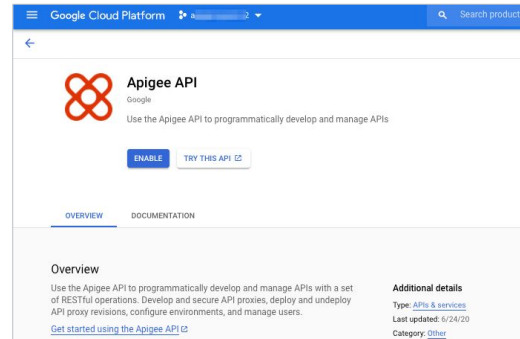 Google Cloud Platform
Search product
Apigee API
Google
Use the Apigee API to programmatically develop and manage APIs
ENABLE
TRY THIS API
OVERVIEW
DOCUMENTATION
Overview
Use the Apigee API to programmatically develop and manage APIs with a set
of RESTful operations. Develop and secure API proxies, deploy and undeploy
API proxy revisions, configure environments, and manage users.
Get started using the Apigee API
Additional details
Type: APIs & services
Last updated: 6/24/20
Category: Other